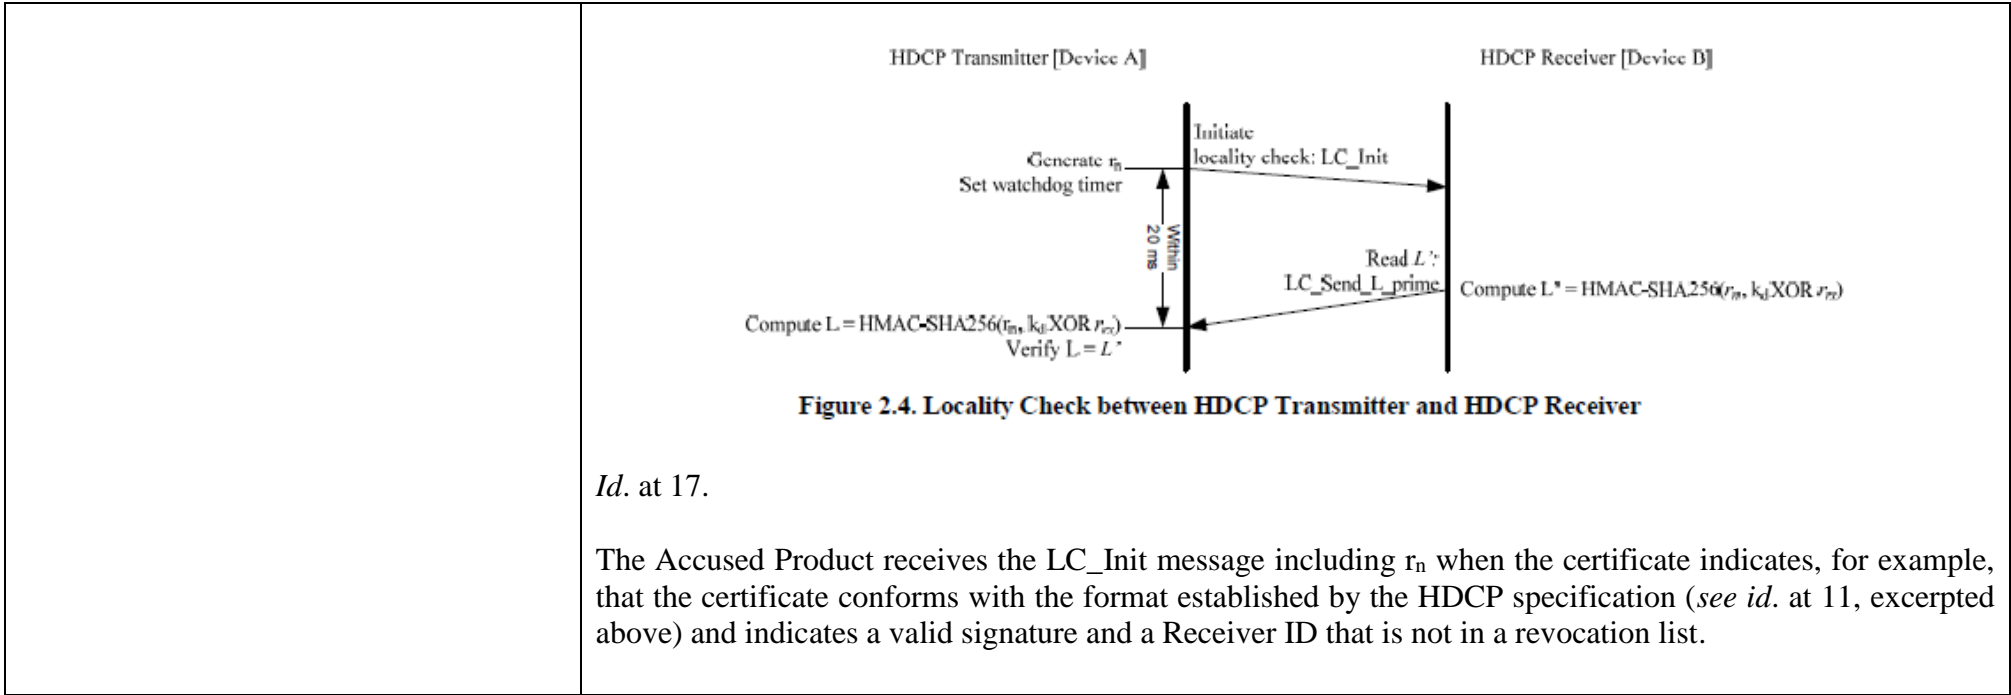 HDCP Transmitter [Device A]
HDCP Receiver [Device B]
Initiate
locality check: LC_Init
Generate rn
Set watchdog timer
Within
20 ms
Read L':
LC_Send_L_prime
Compute L' = HMAC-SHA256(rn, kd XOR rrx)
Compute L = HMAC-SHA256(rn, kd XOR rrx)
Verify L = L'
Figure 2.4. Locality Check between HDCP Transmitter and HDCP Receiver
Id. at 17.
The Accused Product receives the LC_Init message including rn when the certificate indicates, for example,
that the certificate conforms with the format established by the HDCP specification (see id. at 11, excerpted
above) and indicates a valid signature and a Receiver ID that is not in a revocation list.